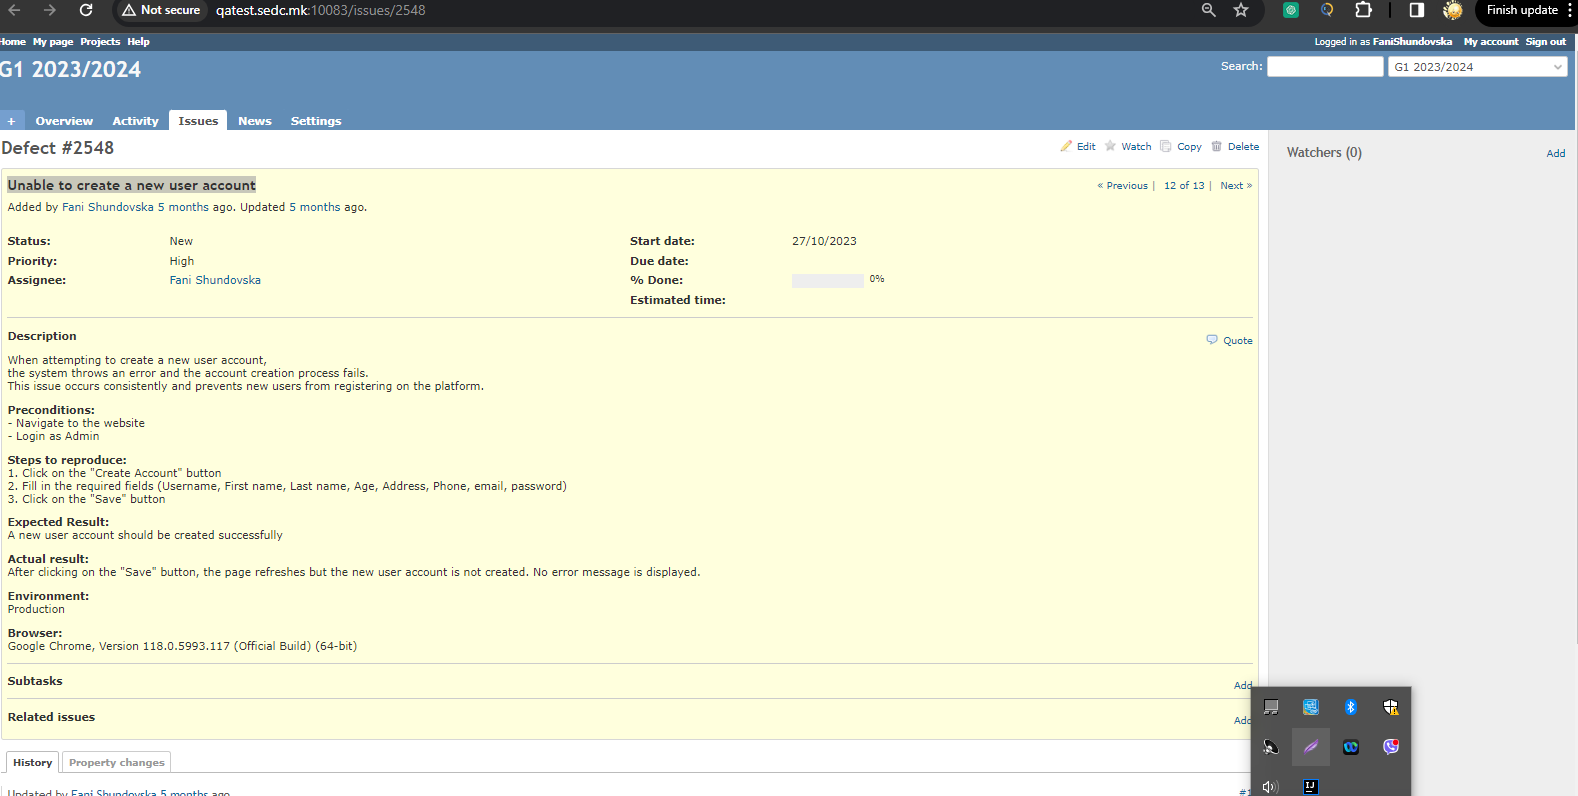 Not secure
qatest.sedc.mk:10083/issues/2548
Finish update
Home My page Projects Help
Logged in as FaniShundovska My account Sign out
G1 2023/2024
Search:
G1 2023/2024
+ Overview Activity Issues News Settings
Defect #2548
Edit Watch Copy Delete
Watchers (0)
Add
Unable to create a new user account
« Previous | 12 of 13 | Next »
Added by Fani Shundovska 5 months ago. Updated 5 months ago.
Status: New
Start date: 27/10/2023
Priority: High
Due date:
Assignee: Fani Shundovska
% Done: 0%
Estimated time:
Description
Quote
When attempting to create a new user account,
the system throws an error and the account creation process fails.
This issue occurs consistently and prevents new users from registering on the platform.
Preconditions:
- Navigate to the website
- Login as Admin
Steps to reproduce:
1. Click on the "Create Account" button
2. Fill in the required fields (Username, First name, Last name, Age, Address, Phone, email, password)
3. Click on the "Save" button
Expected Result:
A new user account should be created successfully
Actual result:
After clicking on the "Save" button, the page refreshes but the new user account is not created. No error message is displayed.
Environment:
Production
Browser:
Google Chrome, Version 118.0.5993.117 (Official Build) (64-bit)
Subtasks
Add
Related issues
Add
History Property changes
Updated by Fani Shundovska 5 months ago
#1
IJ